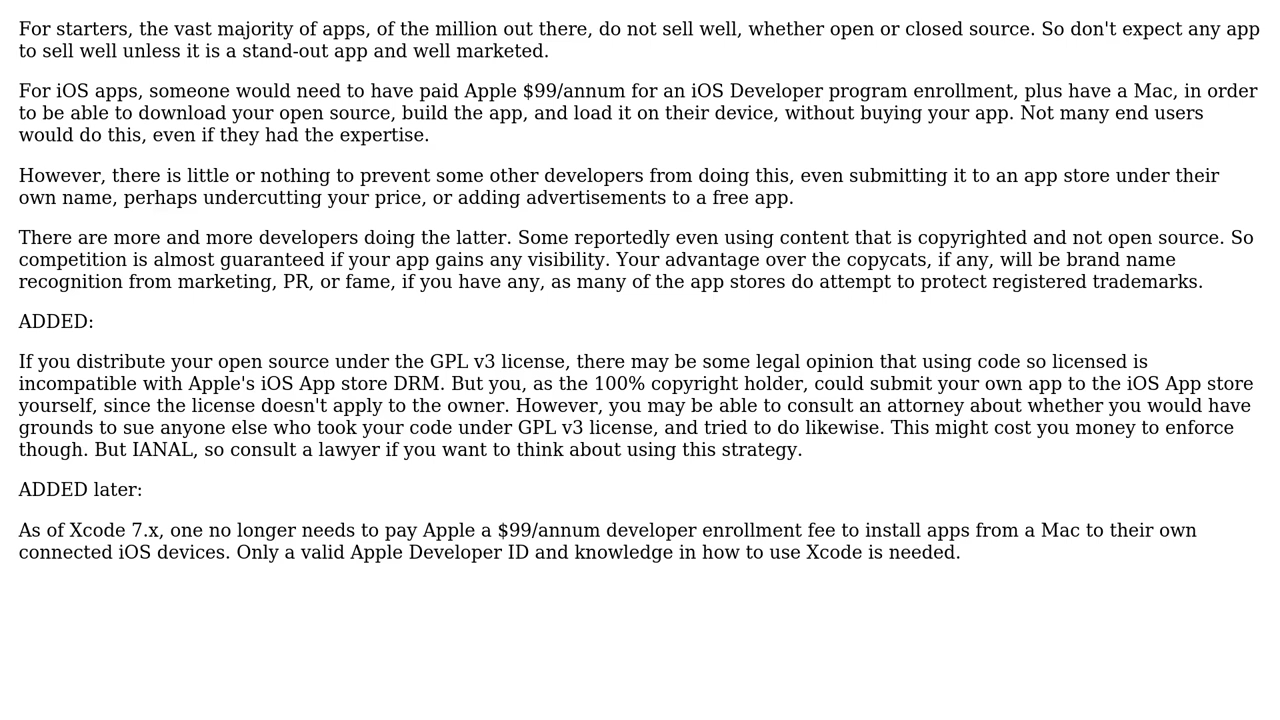 For starters, the vast majority of apps, of the million out there, do not sell well, whether open or closed source. So don't expect any app
to sell well unless it is a stand-out app and well marketed.
For iOS apps, someone would need to have paid Apple $99/annum for an iOS Developer program enrollment, plus have a Mac, in order
to be able to download your open source, build the app, and load it on their device, without buying your app. Not many end users
would do this, even if they had the expertise.
However, there is little or nothing to prevent some other developers from doing this, even submitting it to an app store under their
own name, perhaps undercutting your price, or adding advertisements to a free app.
There are more and more developers doing the latter. Some reportedly even using content that is copyrighted and not open source. So
competition is almost guaranteed if your app gains any visibility. Your advantage over the copycats, if any, will be brand name
recognition from marketing, PR, or fame, if you have any, as many of the app stores do attempt to protect registered trademarks.
ADDED:
If you distribute your open source under the GPL v3 license, there may be some legal opinion that using code so licensed is
incompatible with Apple's iOS App store DRM. But you, as the 100% copyright holder, could submit your own app to the iOS App store
yourself, since the license doesn't apply to the owner. However, you may be able to consult an attorney about whether you would have
grounds to sue anyone else who took your code under GPL v3 license, and tried to do likewise. This might cost you money to enforce
though. But IANAL, so consult a lawyer if you want to think about using this strategy.
ADDED later:
As of Xcode 7.x, one no longer needs to pay Apple a $99/annum developer enrollment fee to install apps from a Mac to their own
connected iOS devices. Only a valid Apple Developer ID and knowledge in how to use Xcode is needed.